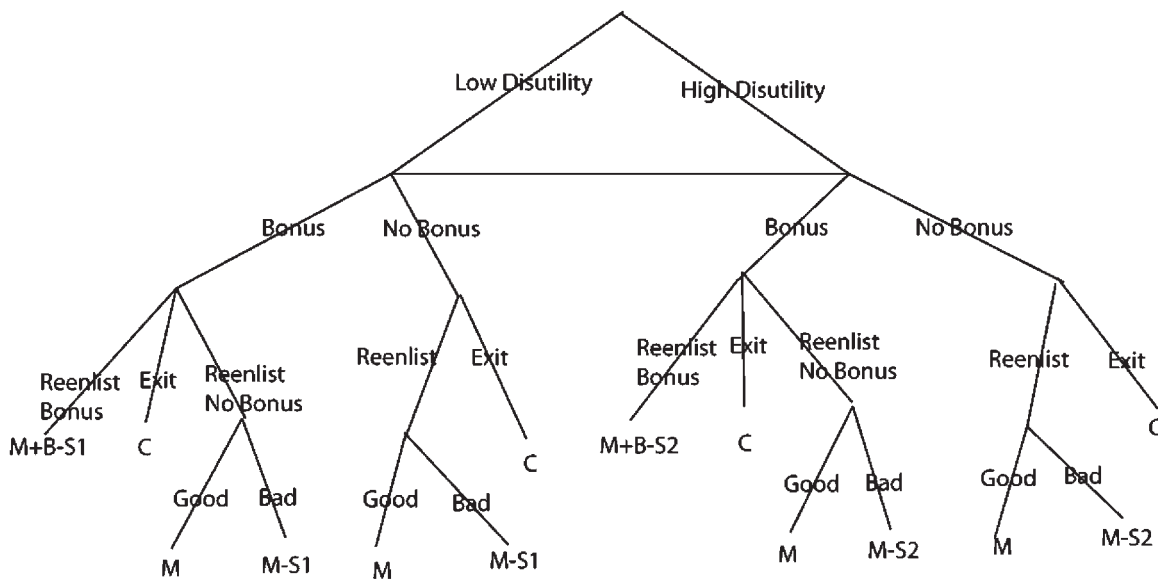 Low Disutility
High Disutility
Bonus
No Bonus
Bonus
No Bonus
Reenlist
Bonus
Exit
Reenlist
No Bonus
Reenlist
Exit
Reenlist
Bonus
Exit
Reenlist
No Bonus
Reenlist
Exit
M+B-S1
C
C
M+B-S2
C
C
Good
Bad
Good
Bad
Good
Bad
Good
Bad
M
M-S1
M
M-S1
M
M-S2
M
M-S2